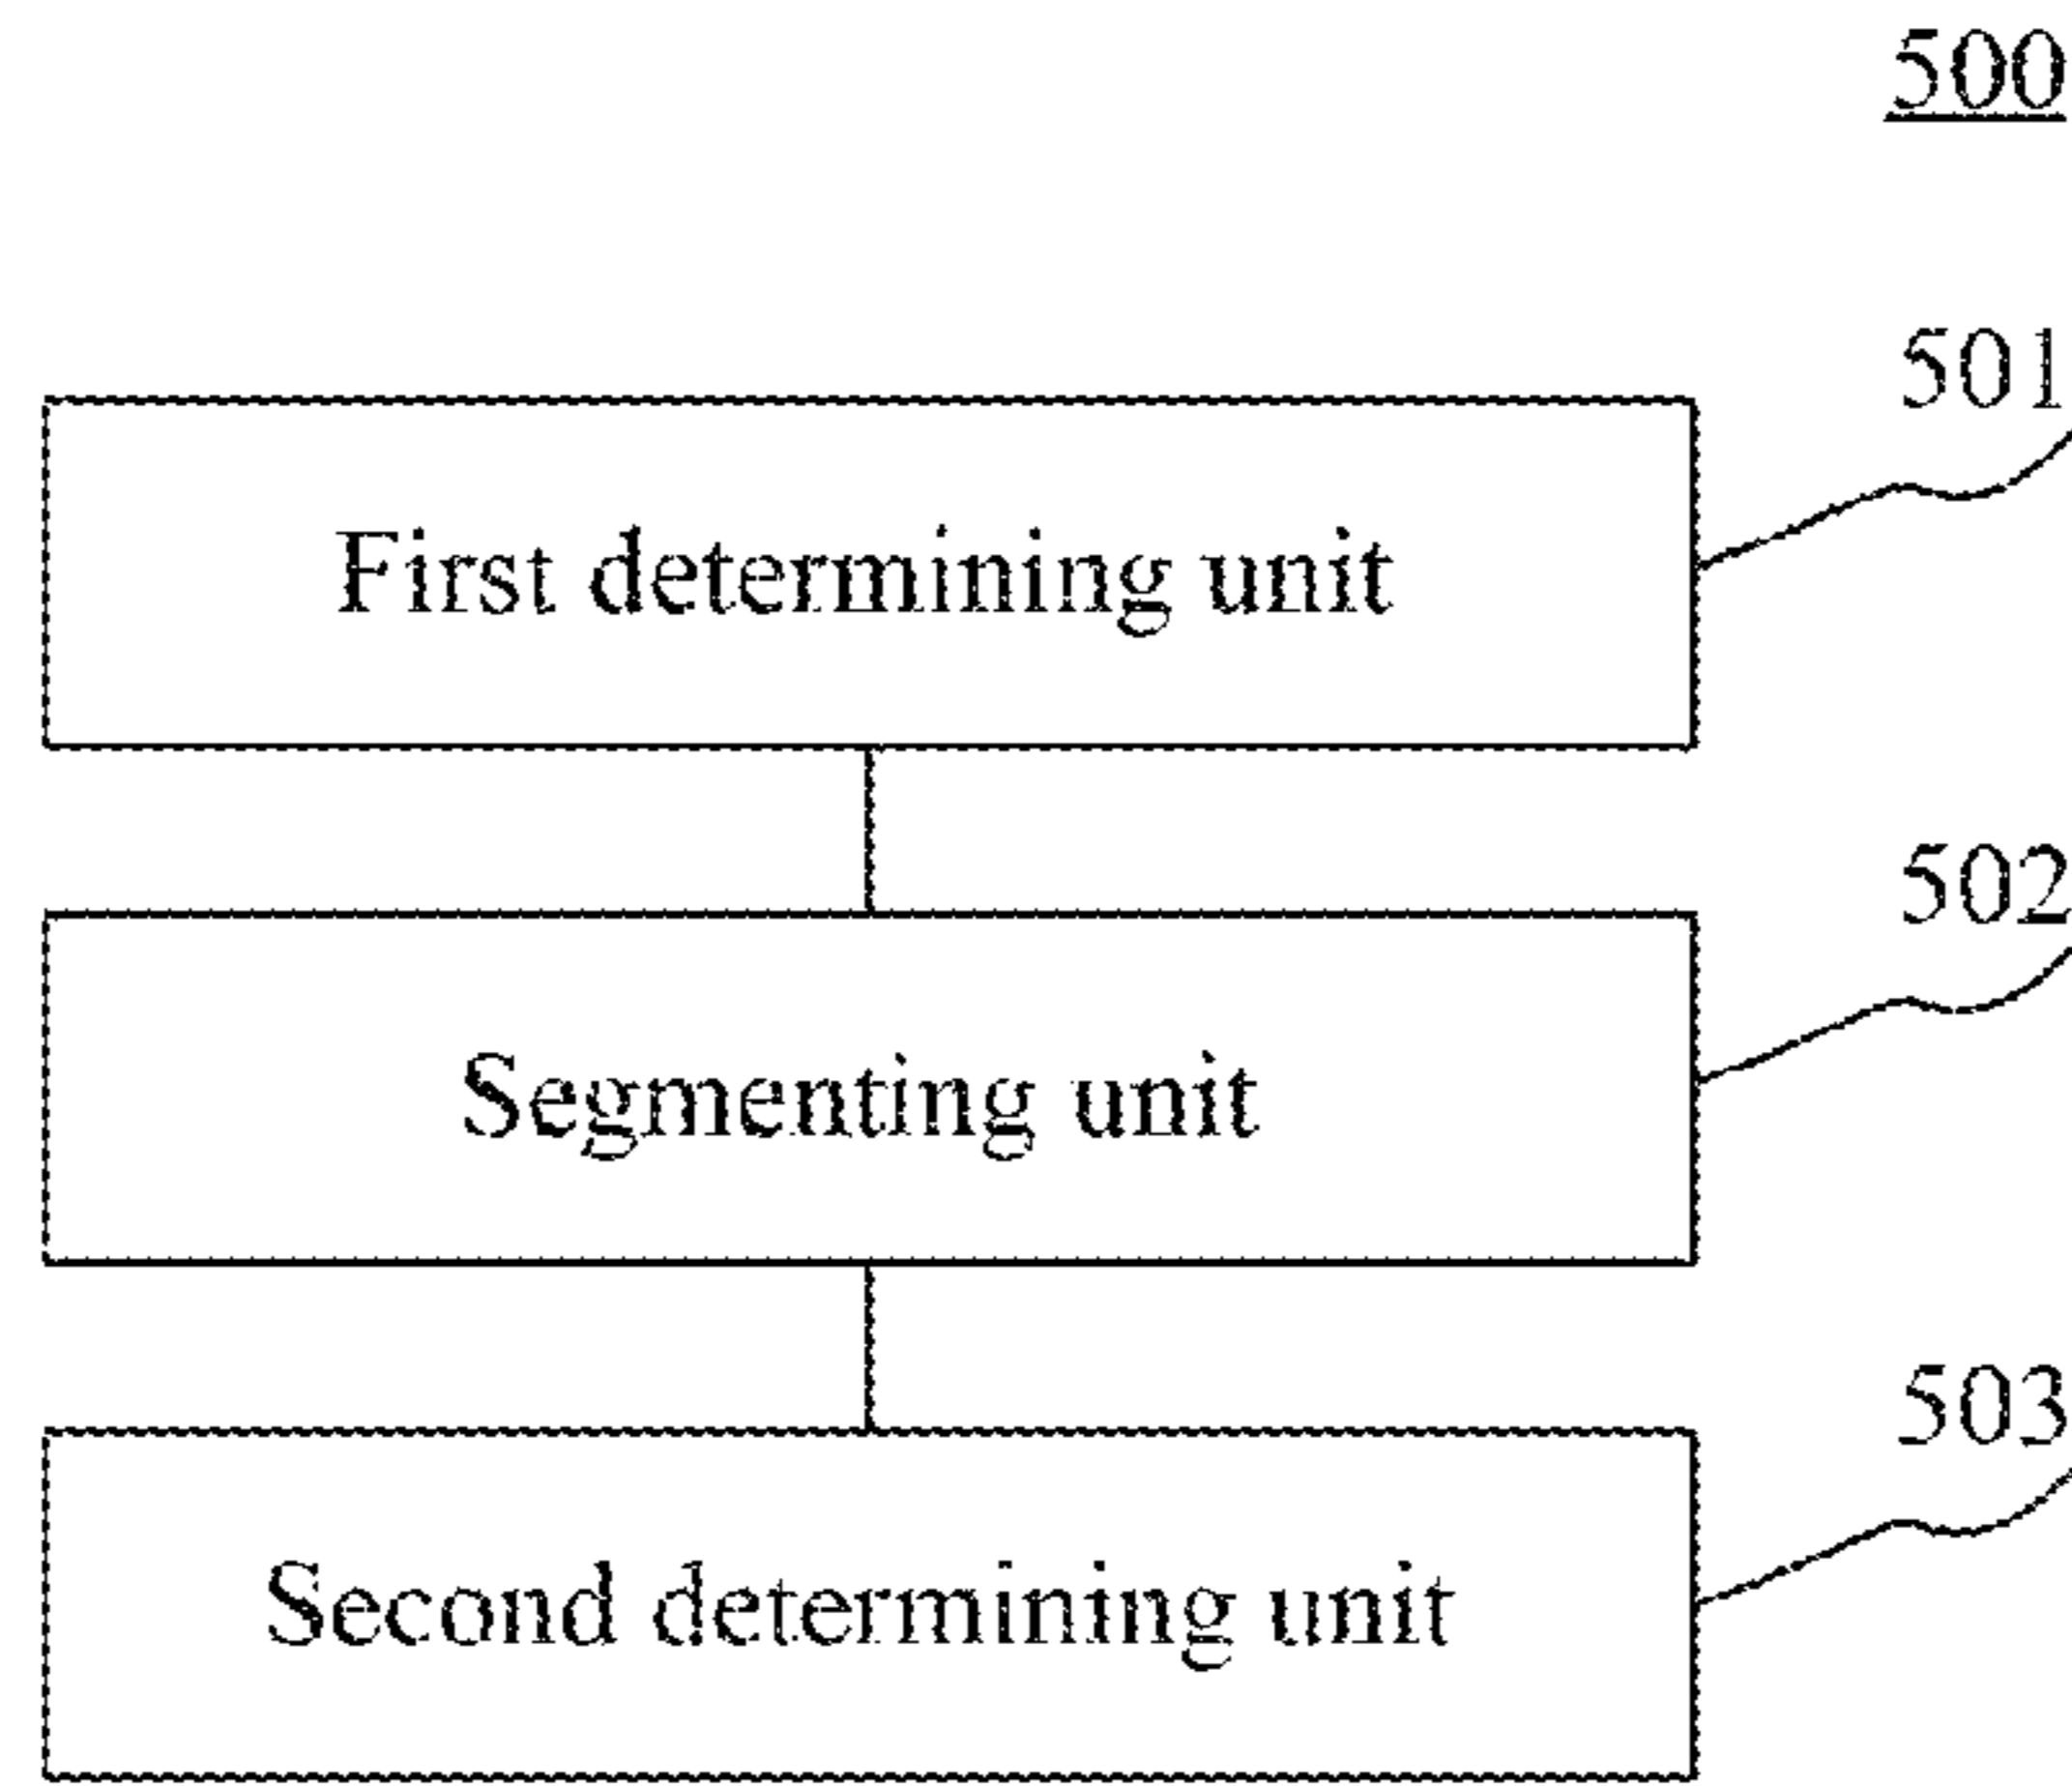 500
501
First determining unit
502
Segmenting unit
503
Second determining unit